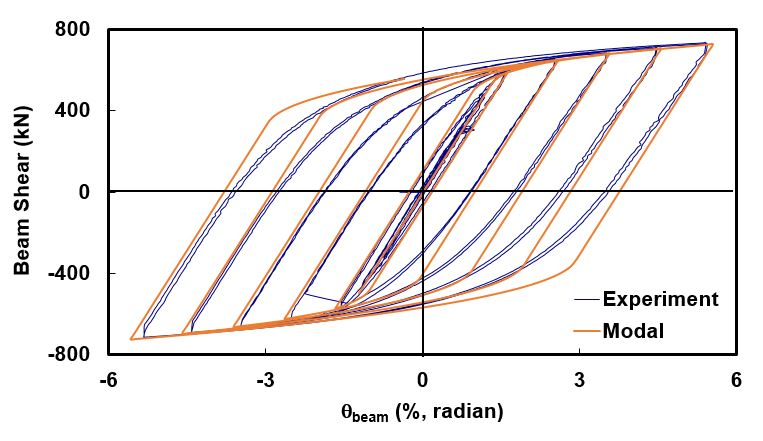 800
400
0
-400
-800
Beam Shear (kN)
Experiment
Modal
-6
-3
0
3
6
θbeam (%, radian)